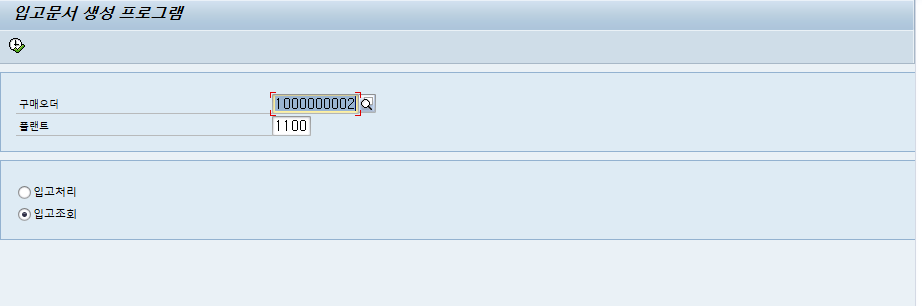 입고문서 생성 프로그램
구매오더 1000000002
플랜트 1100
입고처리
입고조회